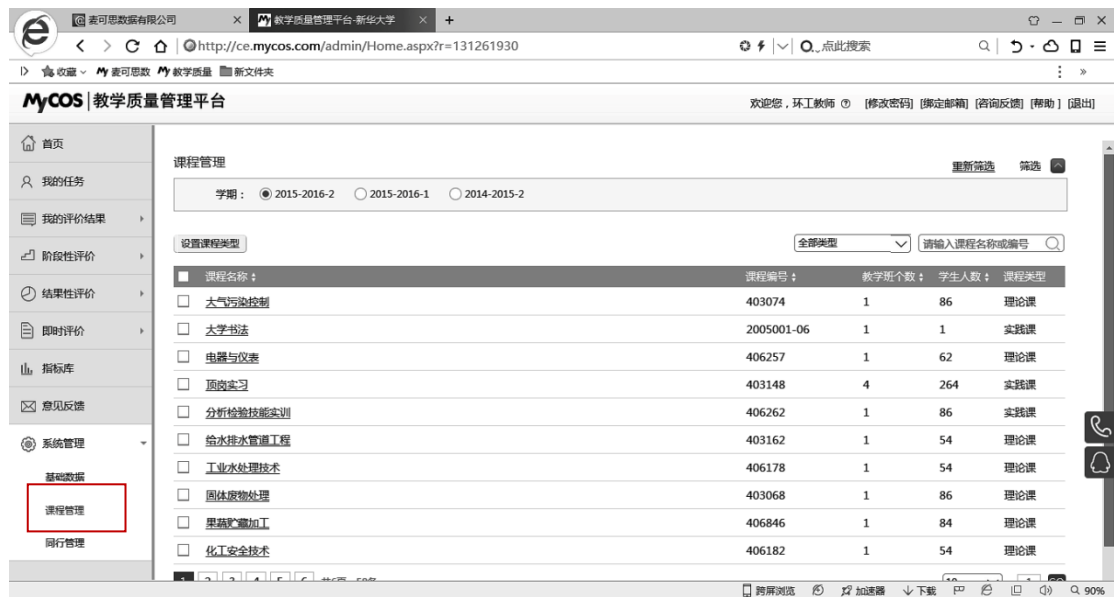 麦可思数据有限公司 × My 教学质量管理平台-新华大学 × +
http://ce.mycos.com/admin/Home.aspx?r=131261930 点此搜索
收藏 My 麦可思数 My 教学质量 新文件夹 »
MyCOS 教学质量管理平台 欢迎您，环工教师 [修改密码] [绑定邮箱] [咨询反馈] [帮助] [退出]
首页
我的任务
我的评价结果
阶段性评价
结果性评价
即时评价
指标库
意见反馈
系统管理
基础数据
课程管理
同行管理
课程管理 重新筛选 筛选
学期： 2015-2016-2 2015-2016-1 2014-2015-2
设置课程类型 全部类型 请输入课程名称或编号
课程名称 课程编号 教学班个数 学生人数 课程类型
大气污染控制 403074 1 86 理论课
大学书法 2005001-06 1 1 实践课
电器与仪表 406257 1 62 理论课
顶岗实习 403148 4 264 实践课
分析检验技能实训 406262 1 86 实践课
给水排水管道工程 403162 1 54 理论课
工业水处理技术 406178 1 54 理论课
固体废物处理 403068 1 86 理论课
果蔬贮藏加工 406846 1 84 理论课
化工安全技术 406182 1 54 理论课
跨屏浏览 加速器 下载 90%